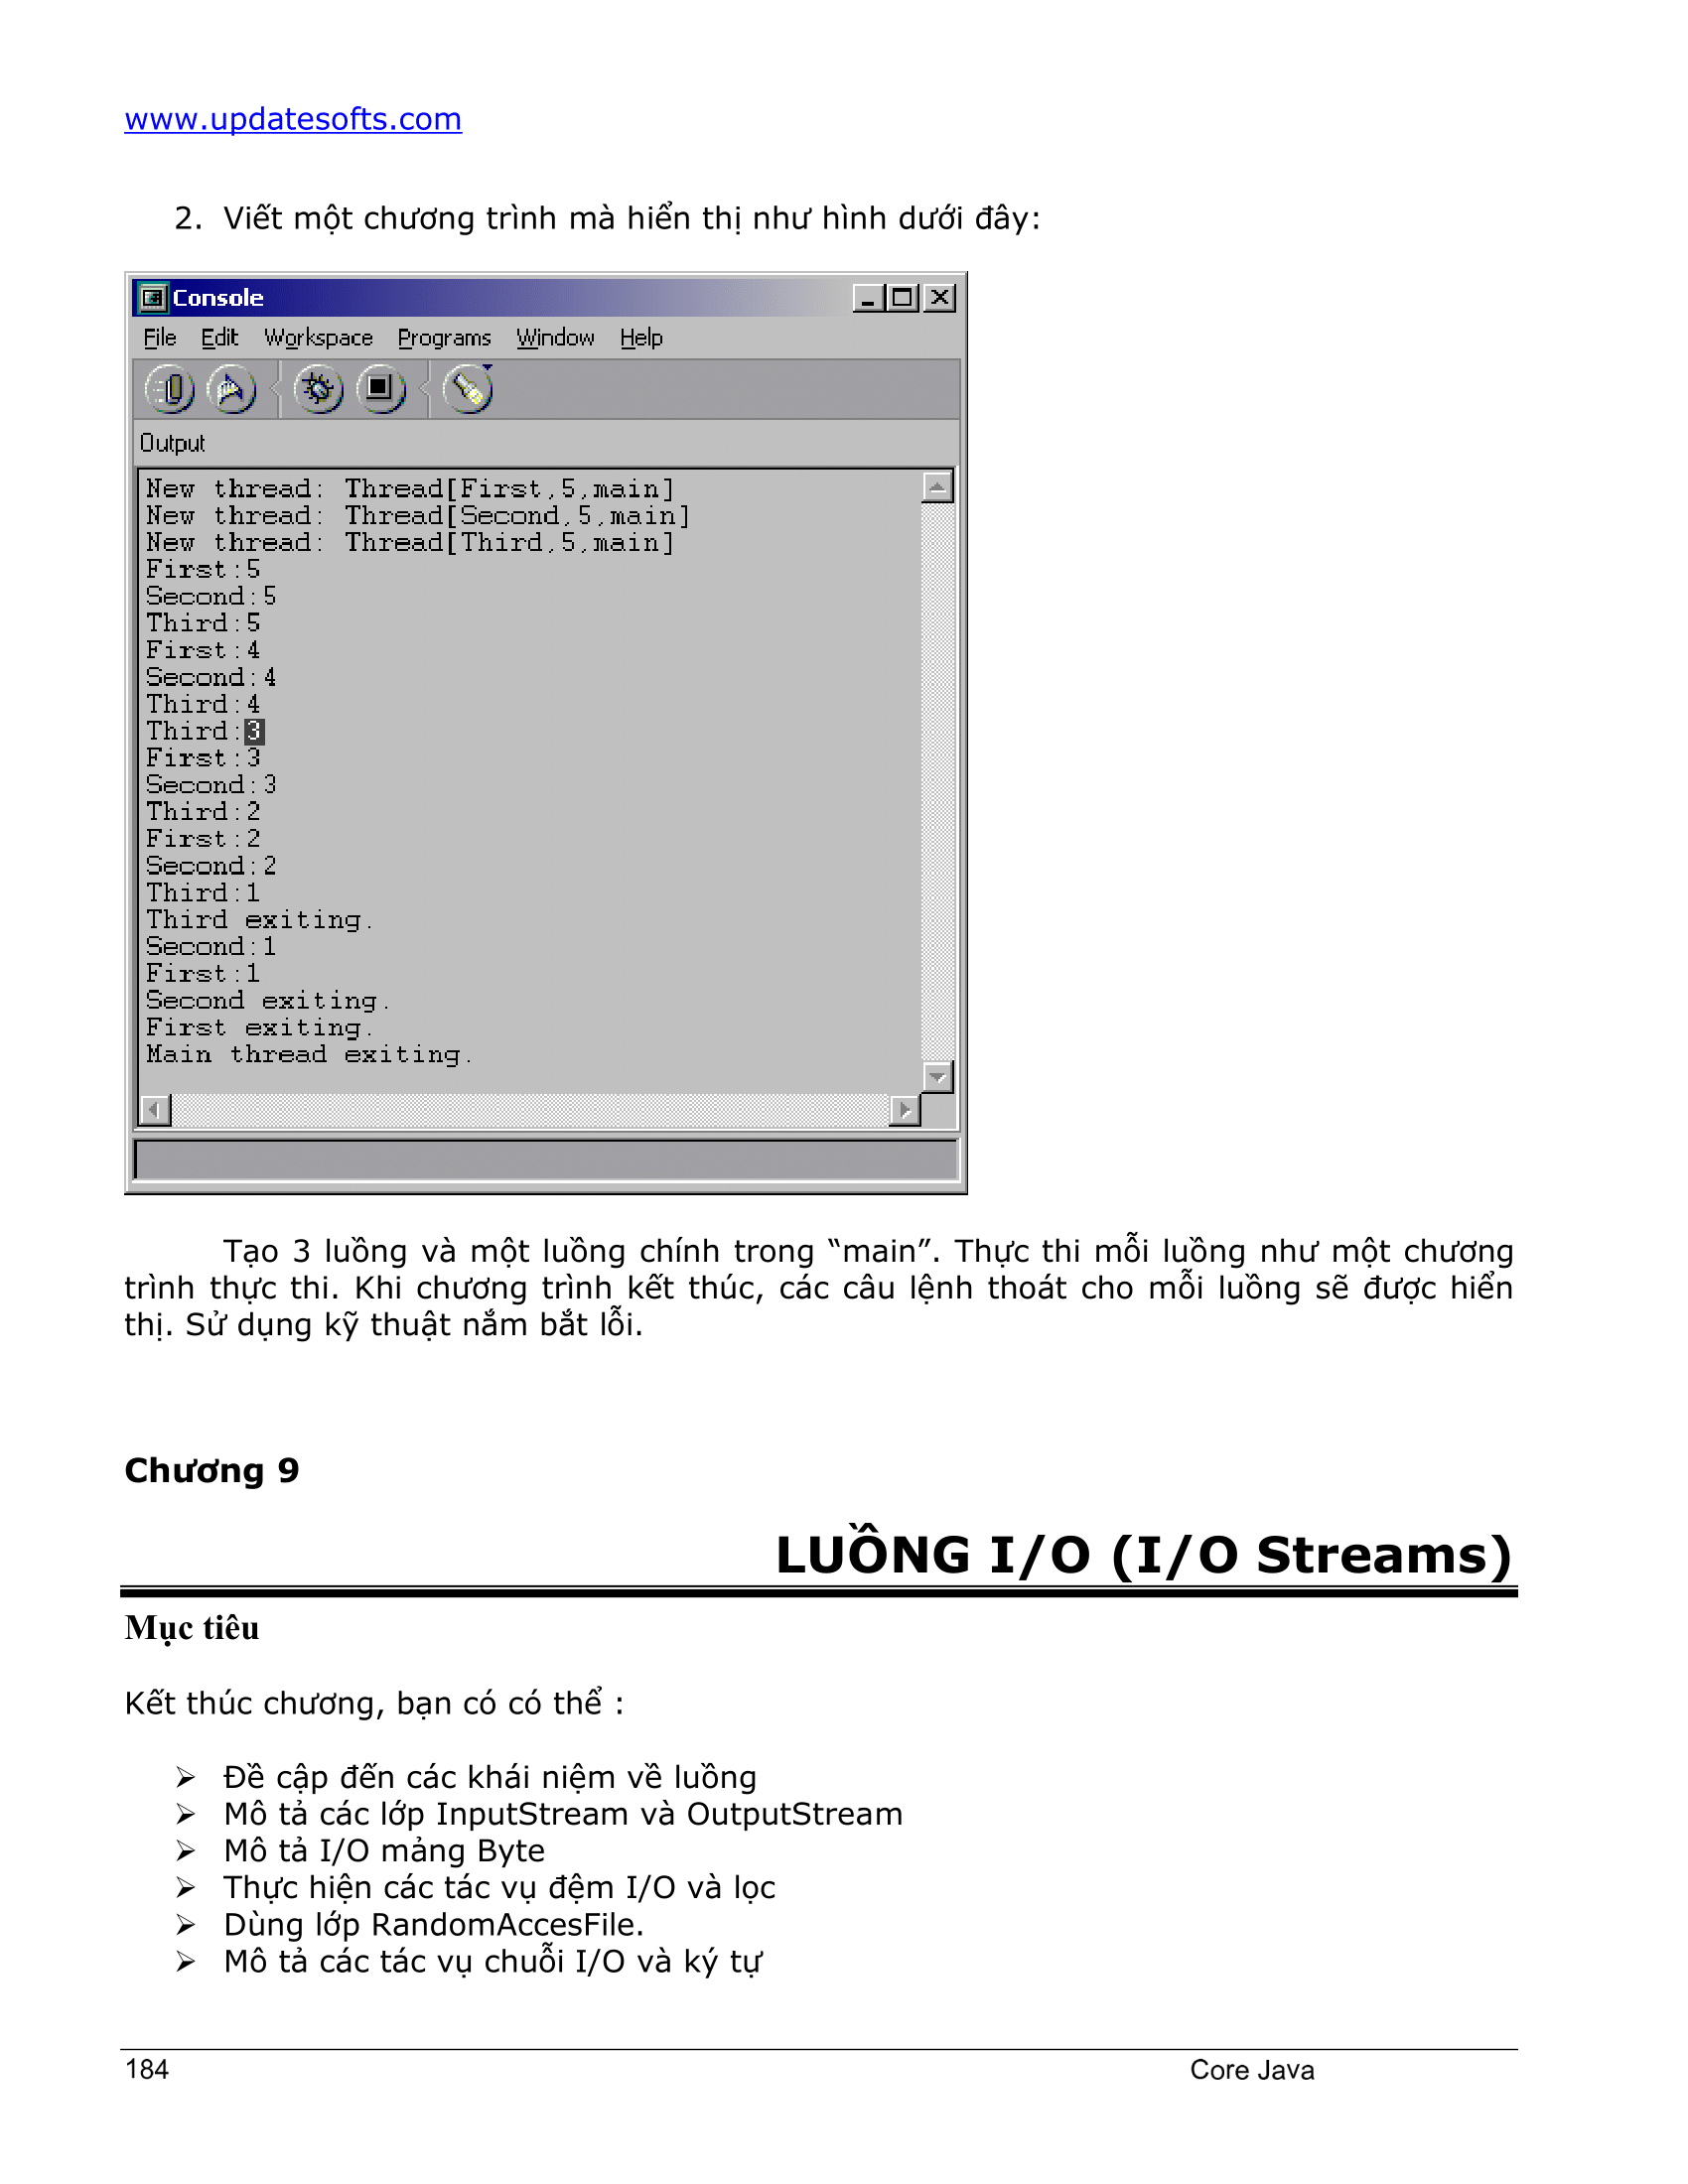 www.updatesofts.com
2. Viết một chương trình mà hiển thị như hình dưới đây:
Console
File Edit Workspace Programs Window Help
Output
New thread: Thread[First,5,main]
New thread: Thread[Second,5,main]
New thread: Thread[Third,5,main]
First:5
Second:5
Third:5
First:4
Second:4
Third:4
Third:3
First:3
Second:3
Third:2
First:2
Second:2
Third:1
Third exiting.
Second:1
First:1
Second exiting.
First exiting.
Main thread exiting.
Tạo 3 luồng và một luồng chính trong “main”. Thực thi mỗi luồng như một chương
trình thực thi. Khi chương trình kết thúc, các câu lệnh thoát cho mỗi luồng sẽ được hiển
thị. Sử dụng kỹ thuật nắm bắt lỗi.
Chương 9
LUỒNG I/O (I/O Streams)
Mục tiêu
Kết thúc chương, bạn có có thể :
➢ Đề cập đến các khái niệm về luồng
➢ Mô tả các lớp InputStream và OutputStream
➢ Mô tả I/O mảng Byte
➢ Thực hiện các tác vụ đệm I/O và lọc
➢ Dùng lớp RandomAccesFile.
➢ Mô tả các tác vụ chuỗi I/O và ký tự
184 Core Java